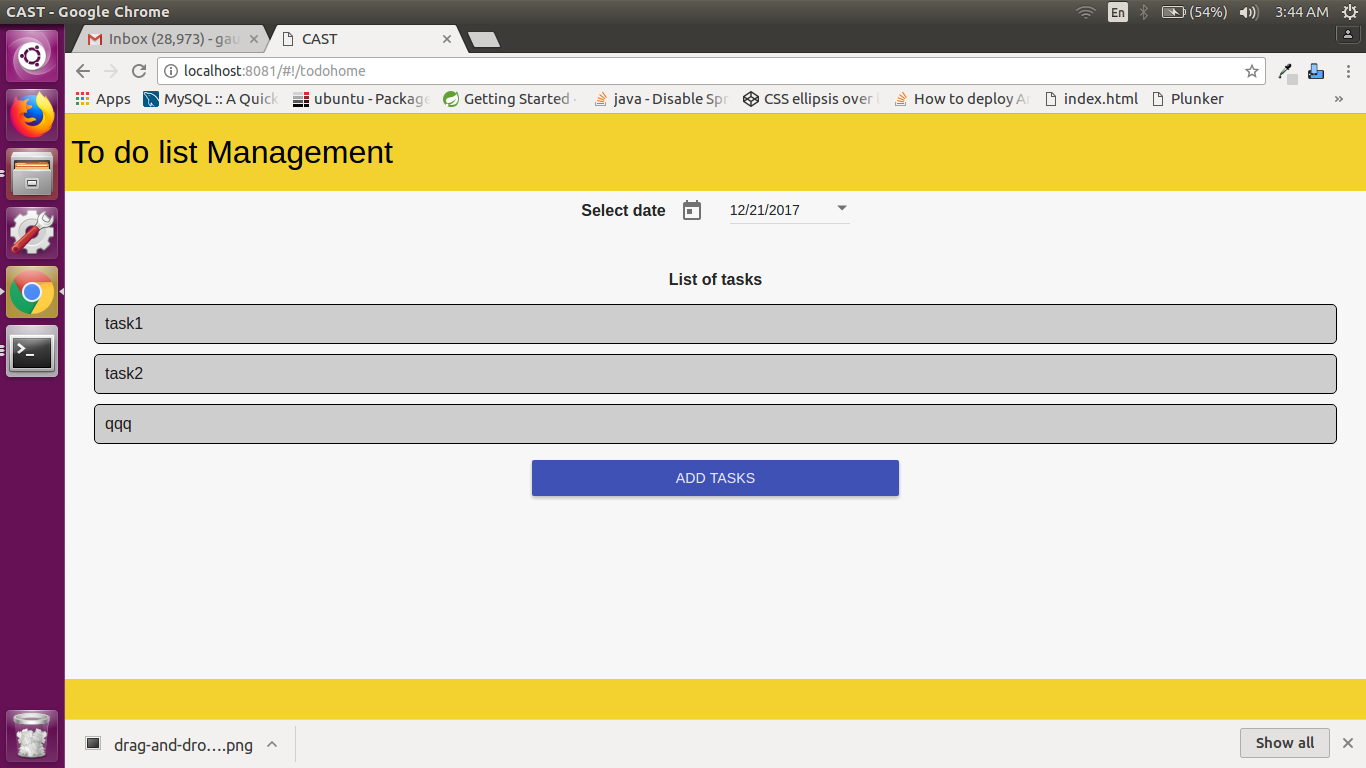 CAST - Google Chrome
En
(54%)
3:44 AM
Inbox (28,973) - gau
CAST
localhost:8081/#!/todohome
Apps
MySQL :: A Quick
ubuntu - Package
Getting Started
java - Disable Spr
CSS ellipsis over
How to deploy
index.html
Plunker
»
To do list Management
Select date
12/21/2017
List of tasks
task1
task2
qqq
ADD TASKS
drag-and-dro....png
Show all